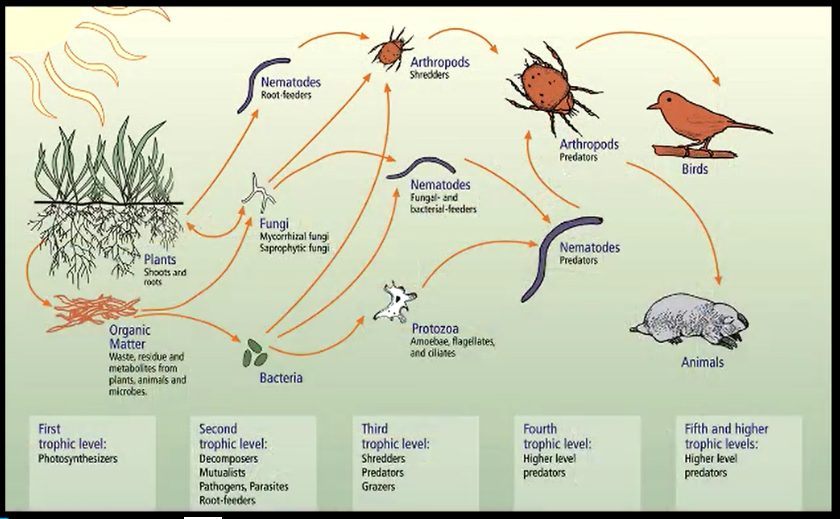 Nematodes
Root-feeders
Arthropods
Shredders
Arthropods
Predators
Birds
Nematodes
Fungal- and
bacterial-feeders
Fungi
Mycorrhizal fungi
Saprophytic fungi
Plants
Shoots and
roots
Nematodes
Predators
Organic
Matter
Waste, residue and
metabolites from
plants, animals and
microbes.
Bacteria
Protozoa
Amoebae, flagellates,
and ciliates
Animals
First
trophic level:
Photosynthesizers
Second
trophic level:
Decomposers
Mutualists
Pathogens, Parasites
Root-feeders
Third
trophic level:
Shredders
Predators
Grazers
Fourth
trophic level:
Higher level
predators
Fifth and higher
trophic levels:
Higher level
predators